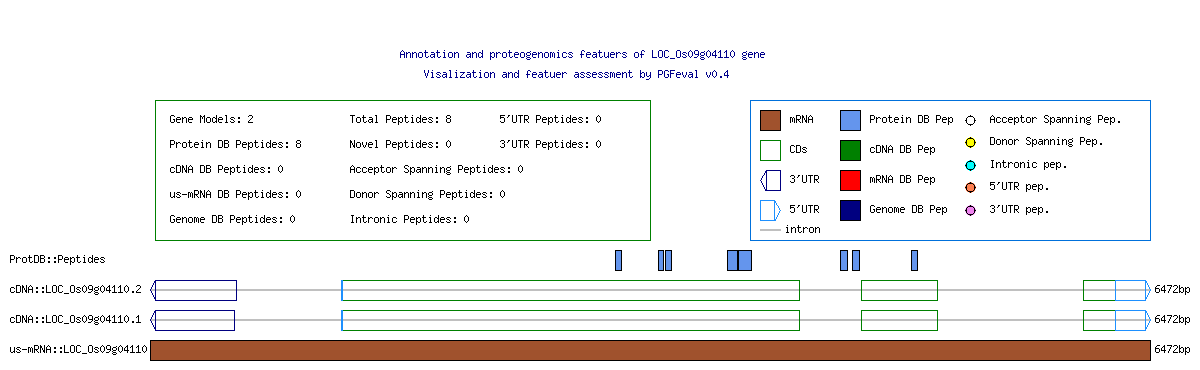 Annotation and proteogenomics featuers of LOC_Os09g04110 gene
Visalization and featuer assessment by PGFeval v0.4
Gene Models: 2
Total Peptides: 8
5'UTR Peptides: 0
Protein DB Peptides: 8
Novel Peptides: 0
3'UTR Peptides: 0
cDNA DB Peptides: 0
Acceptor Spanning Peptides: 0
us-mRNA DB Peptides: 0
Donor Spanning Peptides: 0
Genome DB Peptides: 0
Intronic Peptides: 0
mRNA
Protein DB Pep
Acceptor Spanning Pep.
CDs
cDNA DB Pep
Donor Spanning Pep.
3'UTR
mRNA DB Pep
Intronic pep.
5'UTR
Genome DB Pep
5'UTR pep.
3'UTR pep.
intron
ProtDB::Peptides
cDNA::LOC_Os09g04110.2
6472bp
cDNA::LOC_Os09g04110.1
6472bp
us-mRNA::LOC_Os09g04110
6472bp